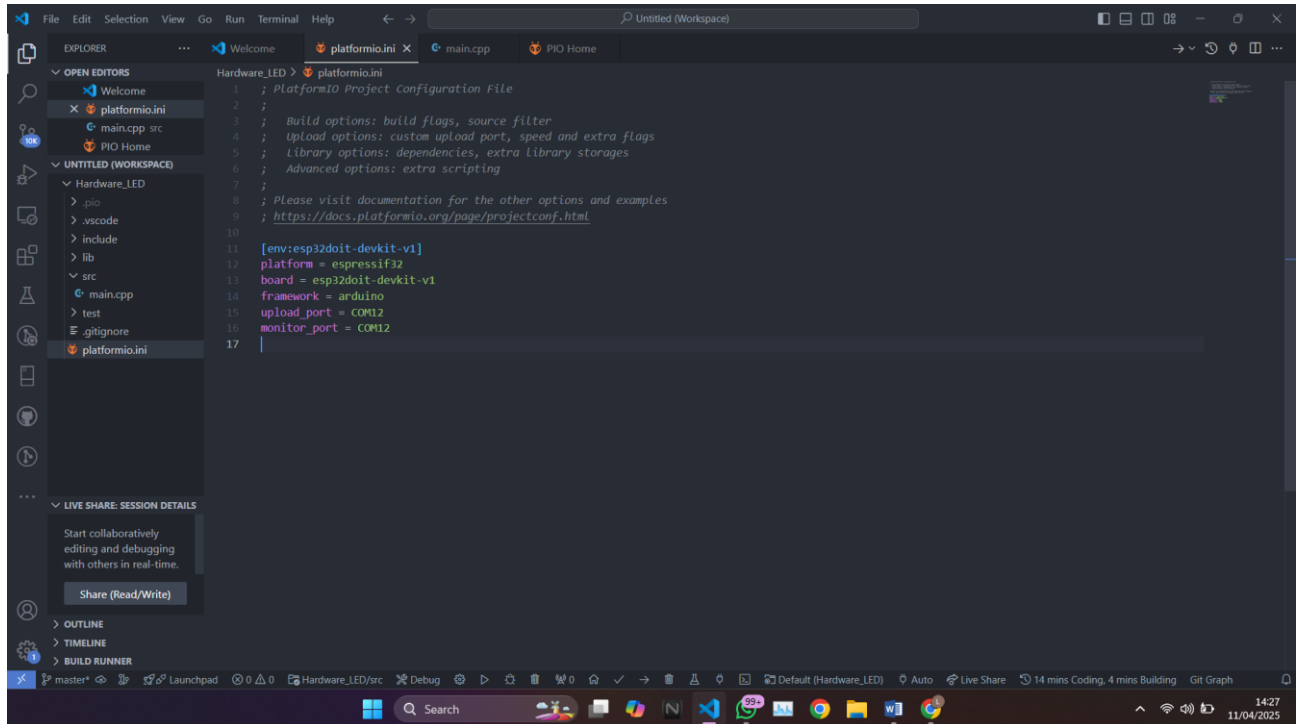 File Edit Selection View Go Run Terminal Help
Untitled (Workspace)
EXPLORER
Welcome
platformio.ini
main.cpp
PIO Home
OPEN EDITORS
Welcome
platformio.ini
main.cpp src
PIO Home
UNTITLED (WORKSPACE)
Hardware_LED
.pio
.vscode
include
lib
src
main.cpp
test
.gitignore
platformio.ini
10K
Hardware_LED > platformio.ini
1 ; PlatformIO Project Configuration File
2 ;
3 ;   Build options: build flags, source filter
4 ;   Upload options: custom upload port, speed and extra flags
5 ;   Library options: dependencies, extra library storages
6 ;   Advanced options: extra scripting
7 ;
8 ; Please visit documentation for the other options and examples
9 ; https://docs.platformio.org/page/projectconf.html
10
11 [env:esp32doit-devkit-v1]
12 platform = espressif32
13 board = esp32doit-devkit-v1
14 framework = arduino
15 upload_port = COM12
16 monitor_port = COM12
17
LIVE SHARE: SESSION DETAILS
Start collaboratively
editing and debugging
with others in real-time.
Share (Read/Write)
OUTLINE
TIMELINE
BUILD RUNNER
1
master* Launchpad 0 0 Hardware_LED/src Debug 0 Default (Hardware_LED) Auto Live Share 14 mins Coding, 4 mins Building Git Graph
Search
99+
14:27
11/04/2025